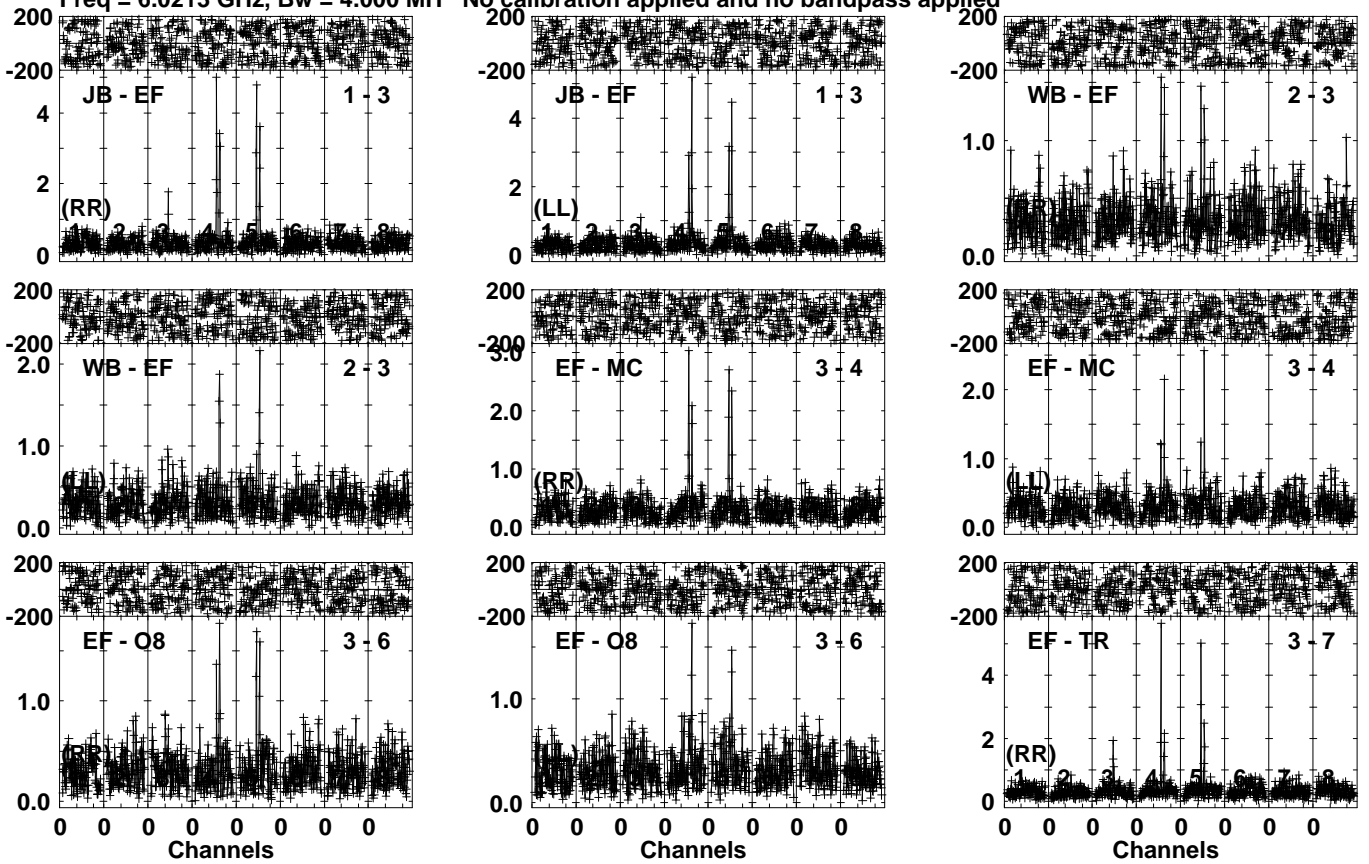 No calibration applied and no bandpass applied
200 200 200
-200 -200 -200
JB - EF 1 - 3 JB - EF 1 - 3 WB - EF 2 - 3
4 4 1.0
2 2
(RR) (LL)
1 2 3 4 5 6 7 8 1 2 3 4 5 6 7 8
0 0 0.0
200 200 200
-200 -200 -200
WB - EF 2 - 3 EF - MC 3 - 4 EF - MC 3 - 4
2.0 3.0 2.0
2.0
1.0 1.0 1.0
(LL) (RR) (LL)
0.0 0.0 0.0
200 200 200
-200 -200 -200
EF - O8 3 - 6 EF - O8 3 - 6 EF - TR 3 - 7
1.0 1.0 4
2
(RR) (LL) (RR)
1 2 3 4 5 6 7 8
0.0 0.0 0
0 0 0 0 0 0 0 0 0 0 0 0 0 0 0 0 0 0 0 0 0 0 0 0
Channels Channels Channels